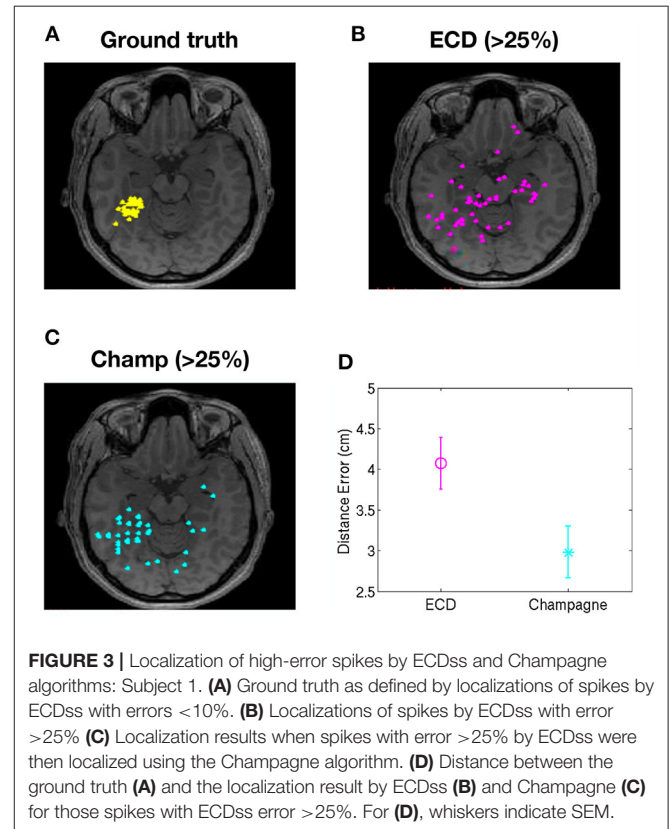 A Ground truth
B ECD (>25%)
C
Champ (>25%)
D
5
4.5
4
3.5
3
2.5
Distance Error (cm)
ECD Champagne
FIGURE 3 | Localization of high-error spikes by ECDss and Champagne
algorithms: Subject 1. (A) Ground truth as defined by localizations of spikes by
ECDss with errors <10%. (B) Localizations of spikes by ECDss with error
>25% (C) Localization results when spikes with error >25% by ECDss were
then localized using the Champagne algorithm. (D) Distance between the
ground truth (A) and the localization result by ECDss (B) and Champagne (C)
for those spikes with ECDss error >25%. For (D), whiskers indicate SEM.